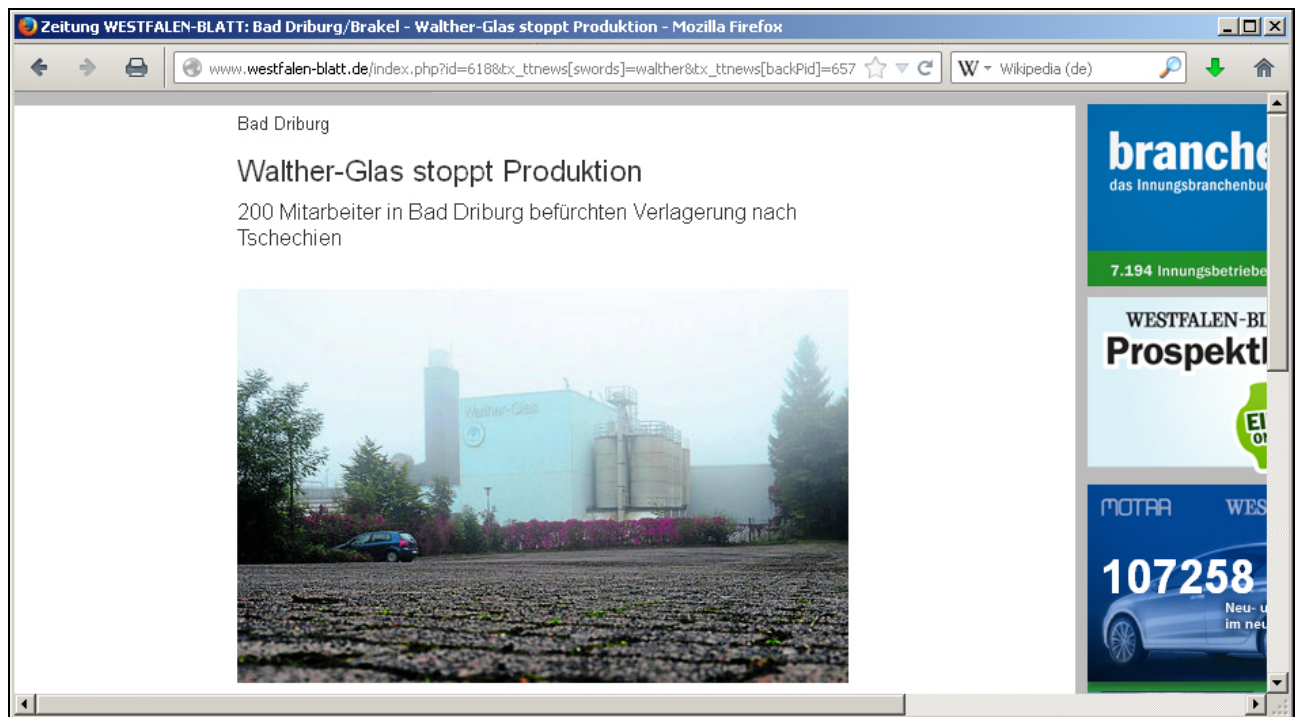 Zeitung WESTFALEN-BLATT: Bad Driburg/Brakel - Walther-Glas stoppt Produktion - Mozilla Firefox
www.westfalen-blatt.de/index.php?id=618&tx_ttnews[swords]=walther&tx_ttnews[backPid]=657
W Wikipedia (de)
Bad Driburg
Walther-Glas stoppt Produktion
200 Mitarbeiter in Bad Driburg befürchten Verlagerung nach
Tschechien
Walther-Glas
branche
das Innungsbranchenbu
7.194 Innungsbetriebe
WESTFALEN-BL
Prospektl
EI
MOTRA WES
107258
Neu- u
im neu